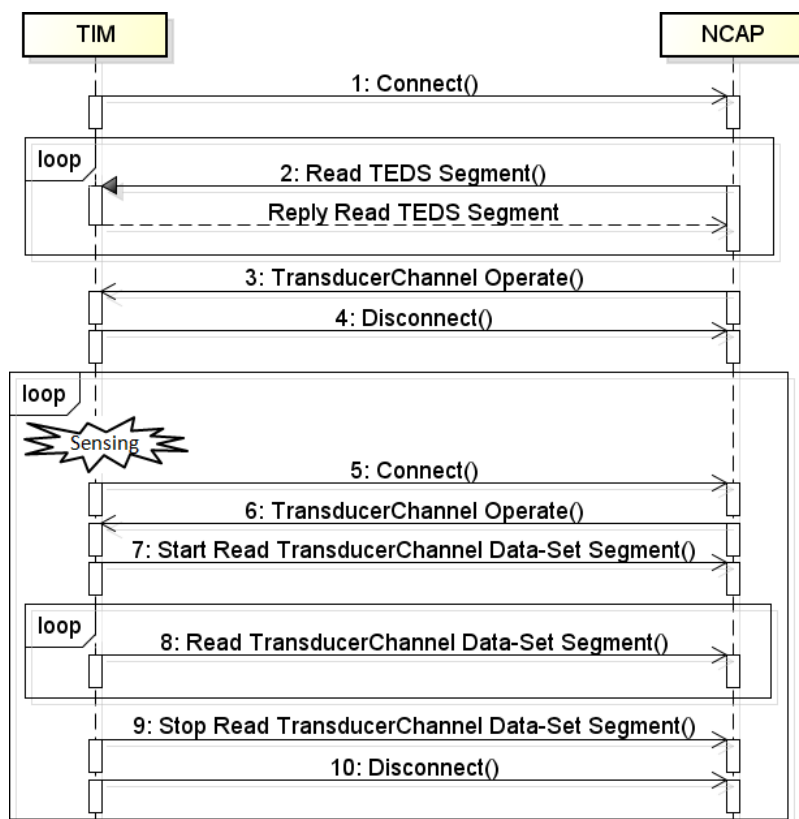 TIM
NCAP
1: Connect()
loop
2: Read TEDS Segment()
Reply Read TEDS Segment
3: TransducerChannel Operate()
4: Disconnect()
loop
Sensing
5: Connect()
6: TransducerChannel Operate()
7: Start Read TransducerChannel Data-Set Segment()
loop
8: Read TransducerChannel Data-Set Segment()
9: Stop Read TransducerChannel Data-Set Segment()
10: Disconnect()